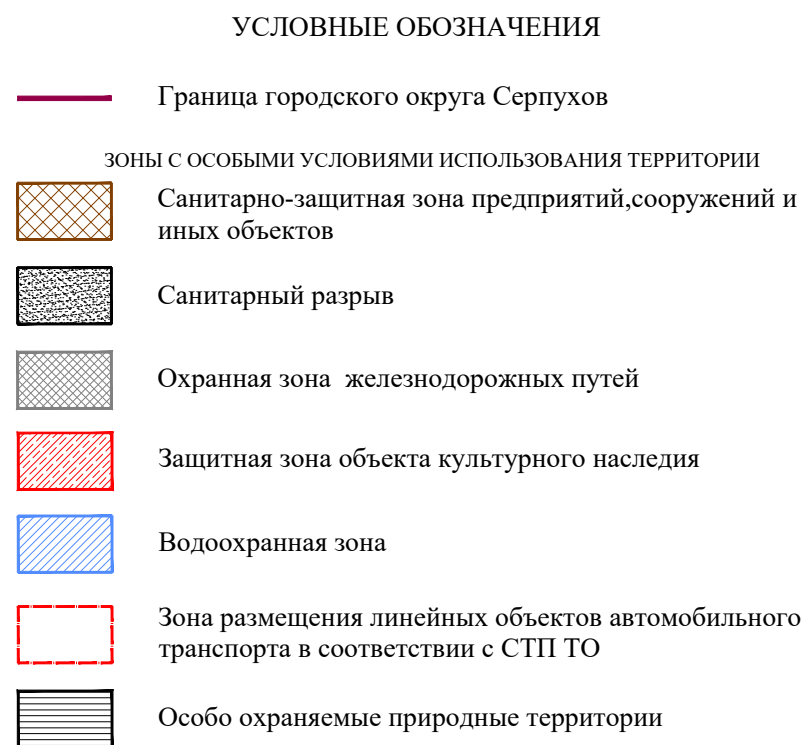 УСЛОВНЫЕ ОБОЗНАЧЕНИЯ
Граница городского округа Серпухов
ЗОНЫ С ОСОБЫМИ УСЛОВИЯМИ ИСПОЛЬЗОВАНИЯ ТЕРРИТОРИИ
Санитарно-защитная зона предприятий,сооружений и
иных объектов
Санитарный разрыв
Охранная зона железнодорожных путей
Защитная зона объекта культурного наследия
Водоохранная зона
Зона размещения линейных объектов автомобильного
транспорта в соответствии с СТП ТО
Особо охраняемые природные территории